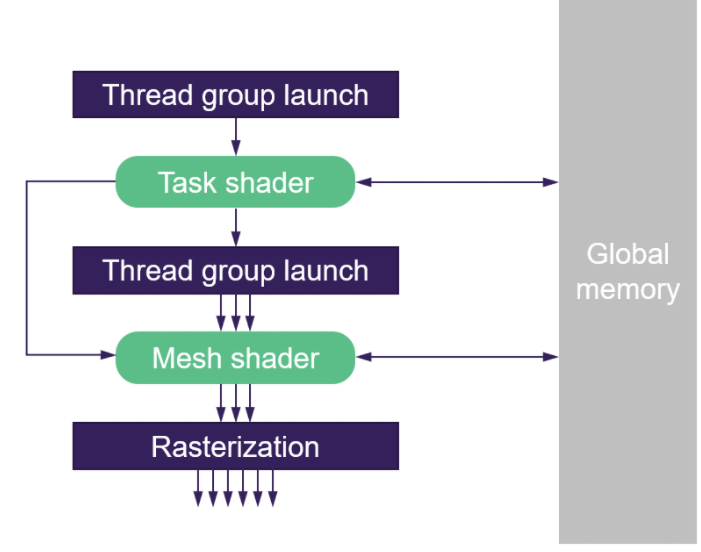 Thread group launch
Task shader
Thread group launch
Global
memory
Mesh shader
Rasterization